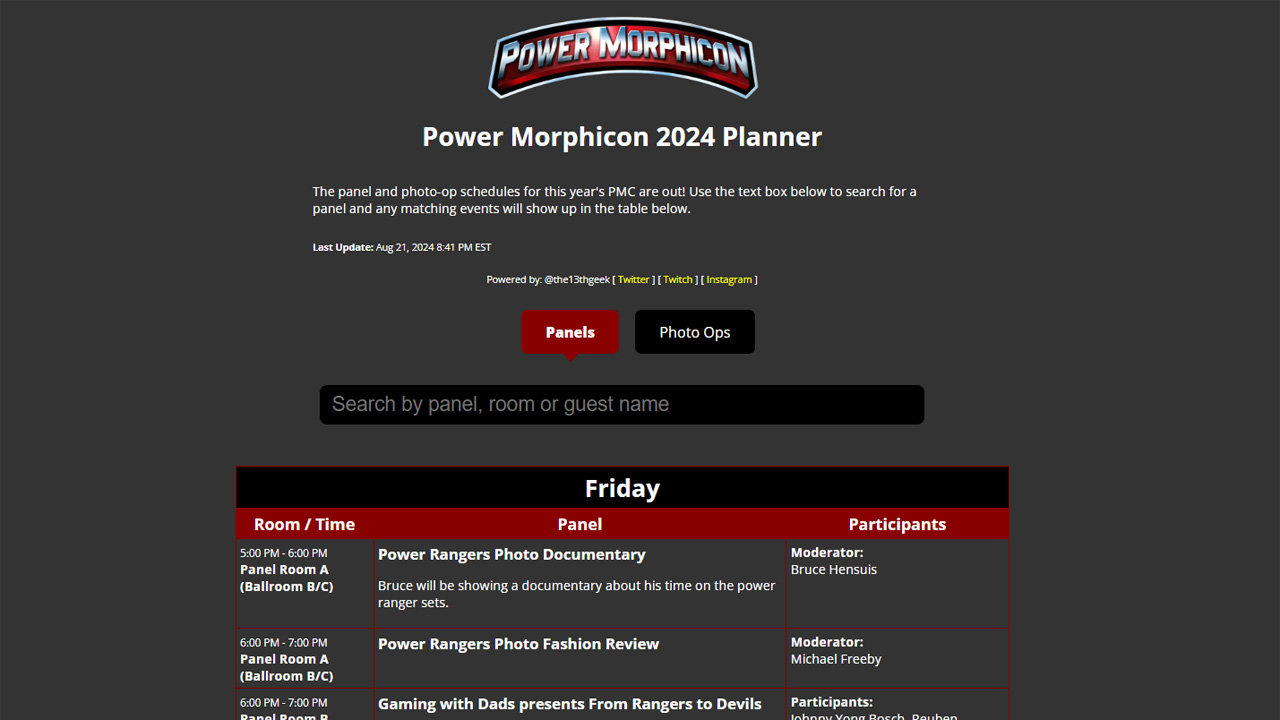 POWER MORPHICON
Power Morphicon 2024 Planner
The panel and photo-op schedules for this year's PMC are out! Use the text box below to search for a
panel and any matching events will show up in the table below.
Last Update: Aug 21, 2024 8:41 PM EST
Powered by: @the13thgeek [ Twitter ] [ Twitch ] [ Instagram ]
Panels
Photo Ops
Search by panel, room or guest name
Friday
Room / Time
Panel
Participants
5:00 PM - 6:00 PM
Panel Room A
(Ballroom B/C)
Power Rangers Photo Documentary
Bruce will be showing a documentary about his time on the power
ranger sets.
Moderator:
Bruce Hensuis
6:00 PM - 7:00 PM
Panel Room A
(Ballroom B/C)
Power Rangers Photo Fashion Review
Moderator:
Michael Freeby
6:00 PM - 7:00 PM
Panel Room B
Gaming with Dads presents From Rangers to Devils
Participants:
Johnny Yong Bosch, Reuben